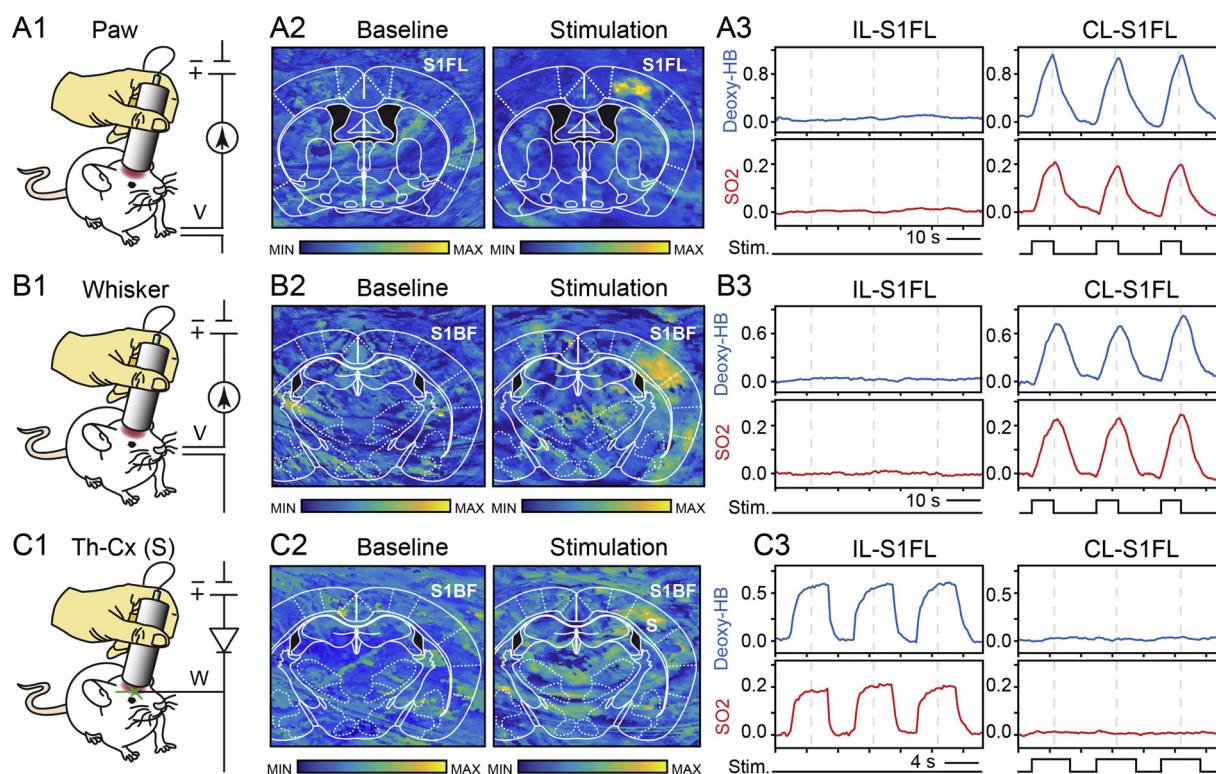 A1 Paw
A2 Baseline Stimulation
A3 IL-S1FL CL-S1FL
− +
V
S1FL S1FL
MIN MAX MIN MAX
Deoxy-HB
0.8
0.0
0.8
0.0
SO2
0.2
0.0
0.2
0.0
10 s
Stim.
B1 Whisker
B2 Baseline Stimulation
B3 IL-S1FL CL-S1FL
− +
V
S1BF S1BF
MIN MAX MIN MAX
Deoxy-HB
0.6
0.0
0.6
0.0
SO2
0.2
0.0
0.2
0.0
10 s
Stim.
C1 Th-Cx (S)
C2 Baseline Stimulation
C3 IL-S1FL CL-S1FL
− +
W
S1BF S1BF
S
MIN MAX MIN MAX
Deoxy-HB
0.5
0.0
0.5
0.0
SO2
0.2
0.0
0.2
0.0
4 s
Stim.